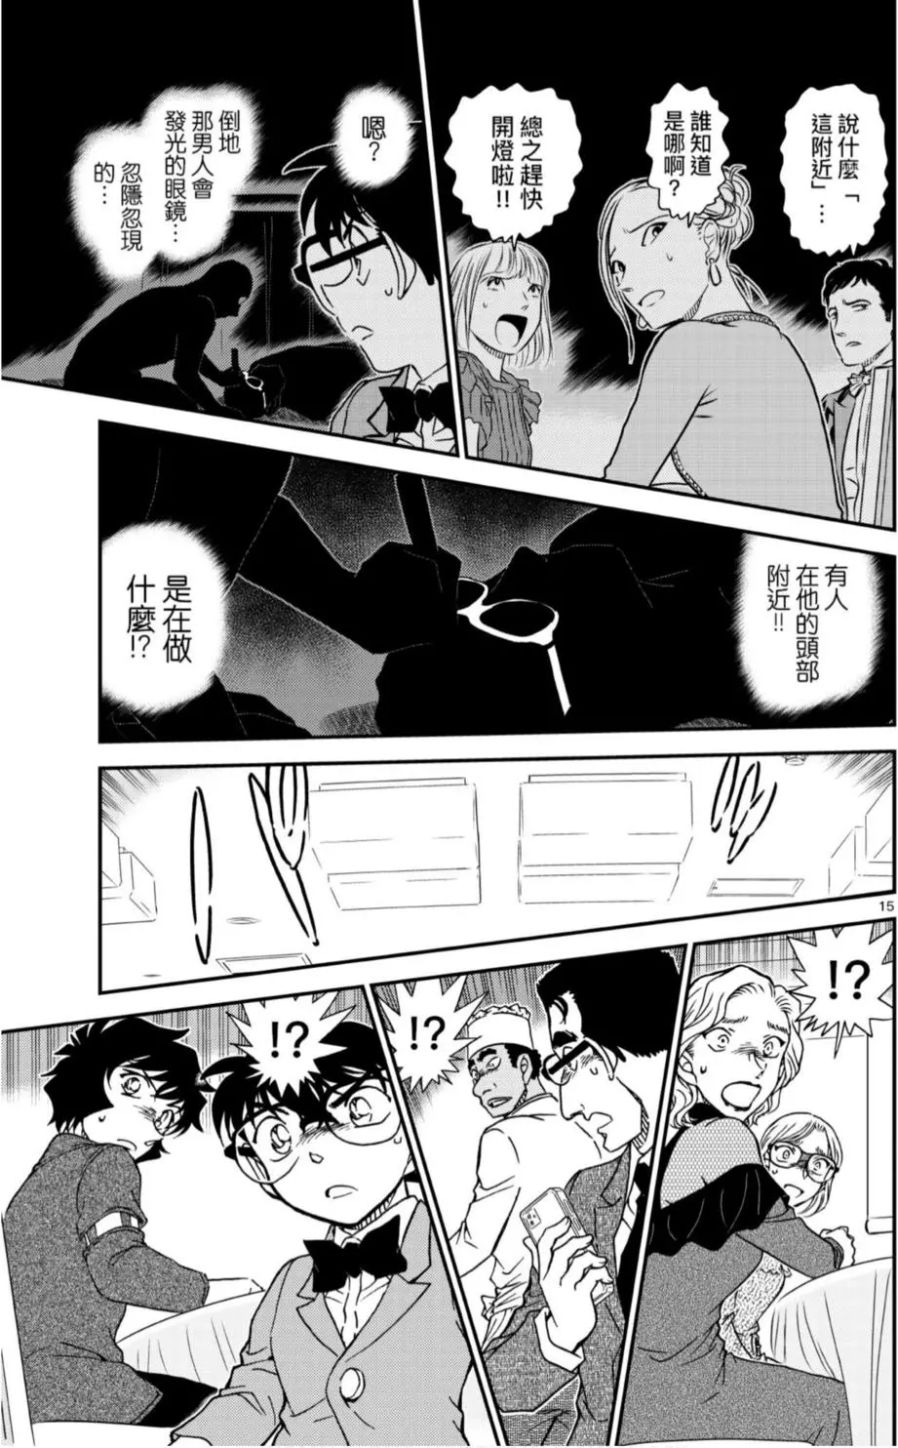 說什麼「
這附近」…
誰知道
是哪啊？
總之趕快
開燈啦!!
嗯？
倒地
那男人會
發光的眼鏡…
忽隱忽現
的…
有人
在他的頭部
附近!!
是在做
什麼!?
15
!?
!?
!?